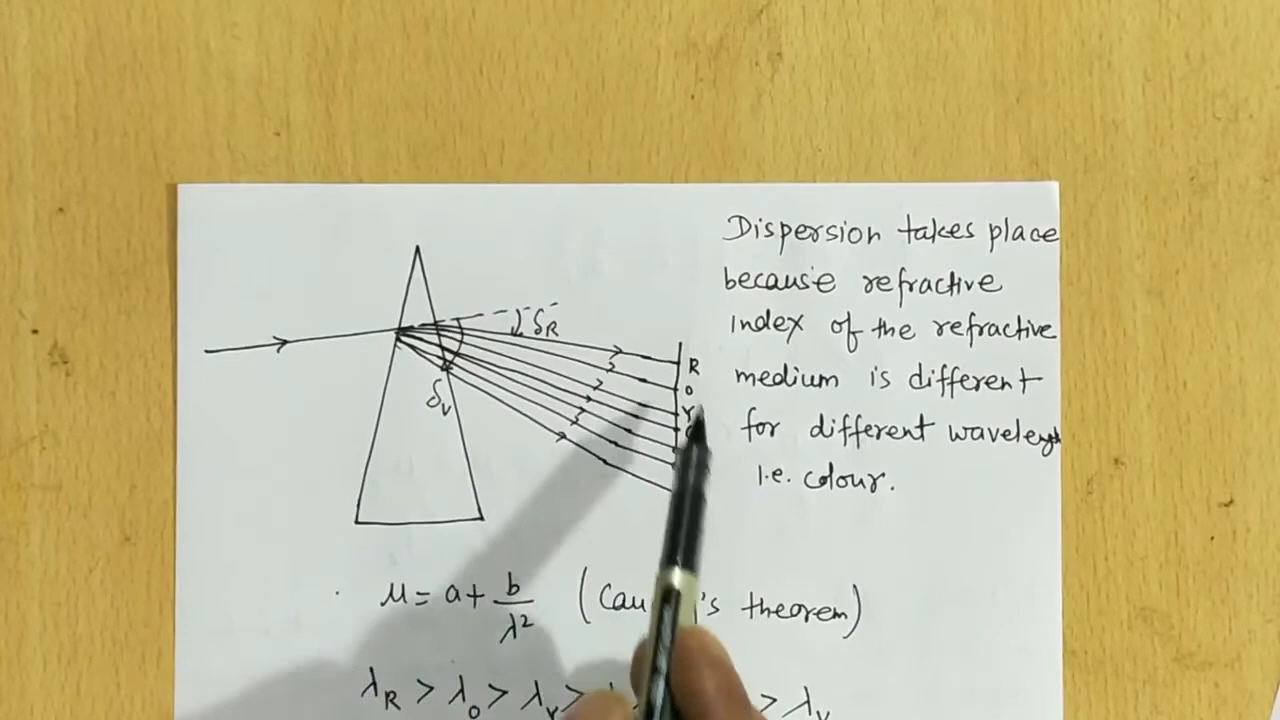 Dispersion takes place
because refractive
index of the refractive
medium is different
for different
i.e. colour.
δR
δv
R
O
Y
μ = a + b/λ² ( theorem)
λR > λo > λy > > λv